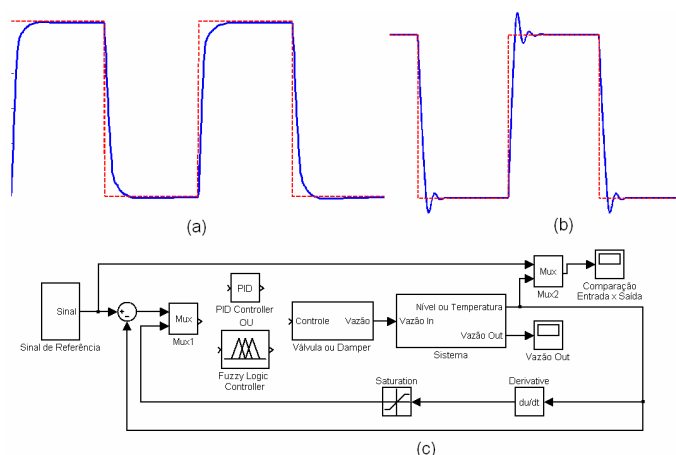 (a)
(b)
Sinal
Sinal de Referência
Mux
Mux1
PID
PID Controller
OU
Fuzzy Logic
Controller
Controle
Vazão
Válvula ou Damper
Nível ou Temperatura
Vazão In
Vazão Out
Sistema
Mux
Mux2
Comparação
Entrada x Saída
Vazão Out
Saturation
Derivative
du/dt
(c)